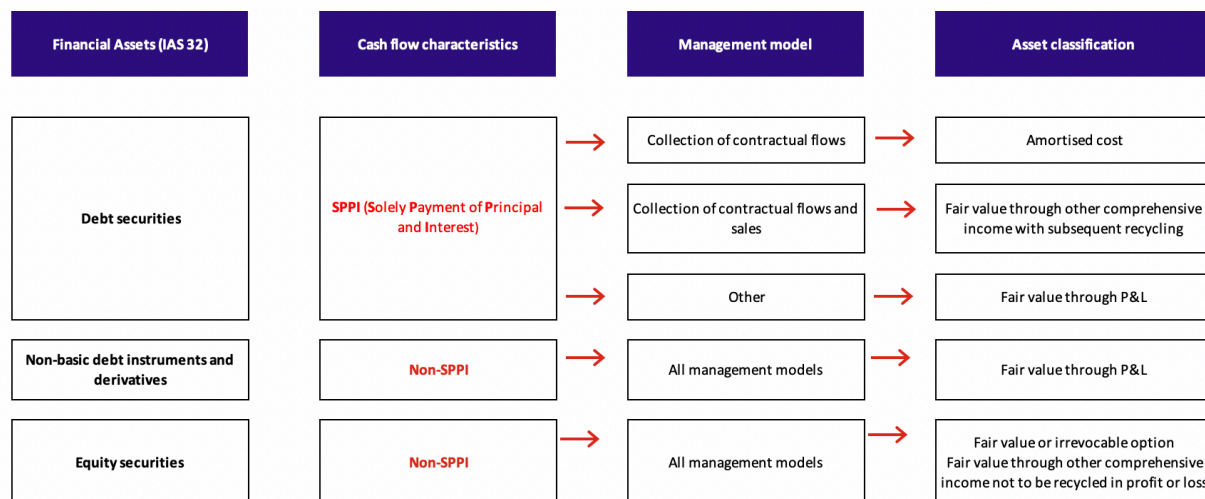 Financial Assets (IAS 32)
Cash flow characteristics
Management model
Asset classification
Debt securities
SPPI (Solely Payment of Principal
and Interest)
Collection of contractual flows
Amortised cost
Collection of contractual flows and
sales
Fair value through other comprehensive
income with subsequent recycling
Other
Fair value through P&L
Non-basic debt instruments and
derivatives
Non-SPPI
All management models
Fair value through P&L
Equity securities
Non-SPPI
All management models
Fair value or irrevocable option
Fair value through other comprehensive
income not to be recycled in profit or loss